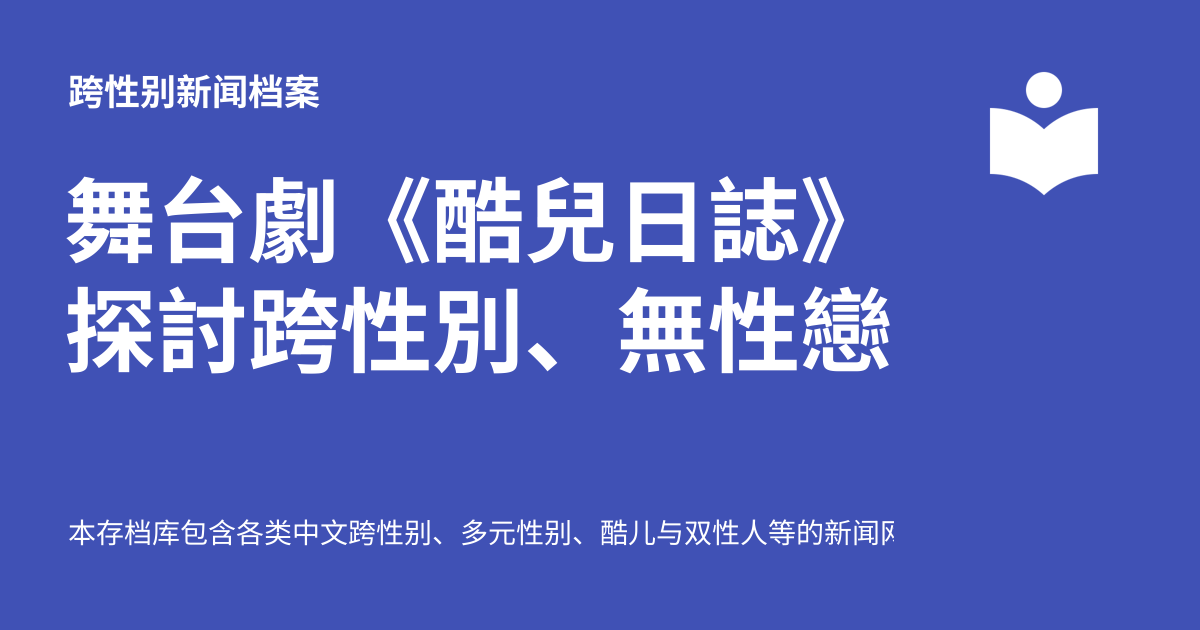 跨性别新闻档案
舞台劇《酷兒日誌》
探討跨性別、無性戀
本存档库包含各类中文跨性别、多元性别、酷儿与双性人等的新闻